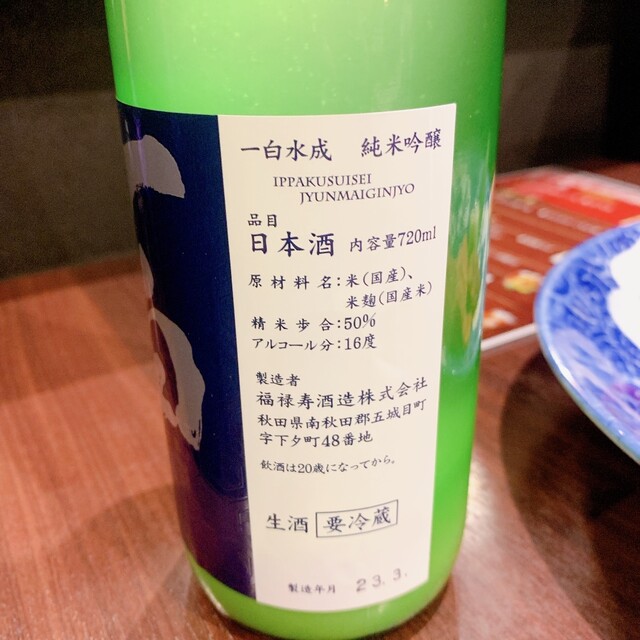 一白水成 純米吟醸
IPPAKUSUISEI
JYUNMAIGINJYO
品目
日本酒 内容量720ml
原材料名:米(国産)、
米麹(国産米)
精米歩合:50%
アルコール分:16度
製造者
福禄寿酒造株式会社
秋田県南秋田郡五城目町
字下夕町48番地
飲酒は20歳になってから。
生酒 要冷蔵
製造年月 23.3.